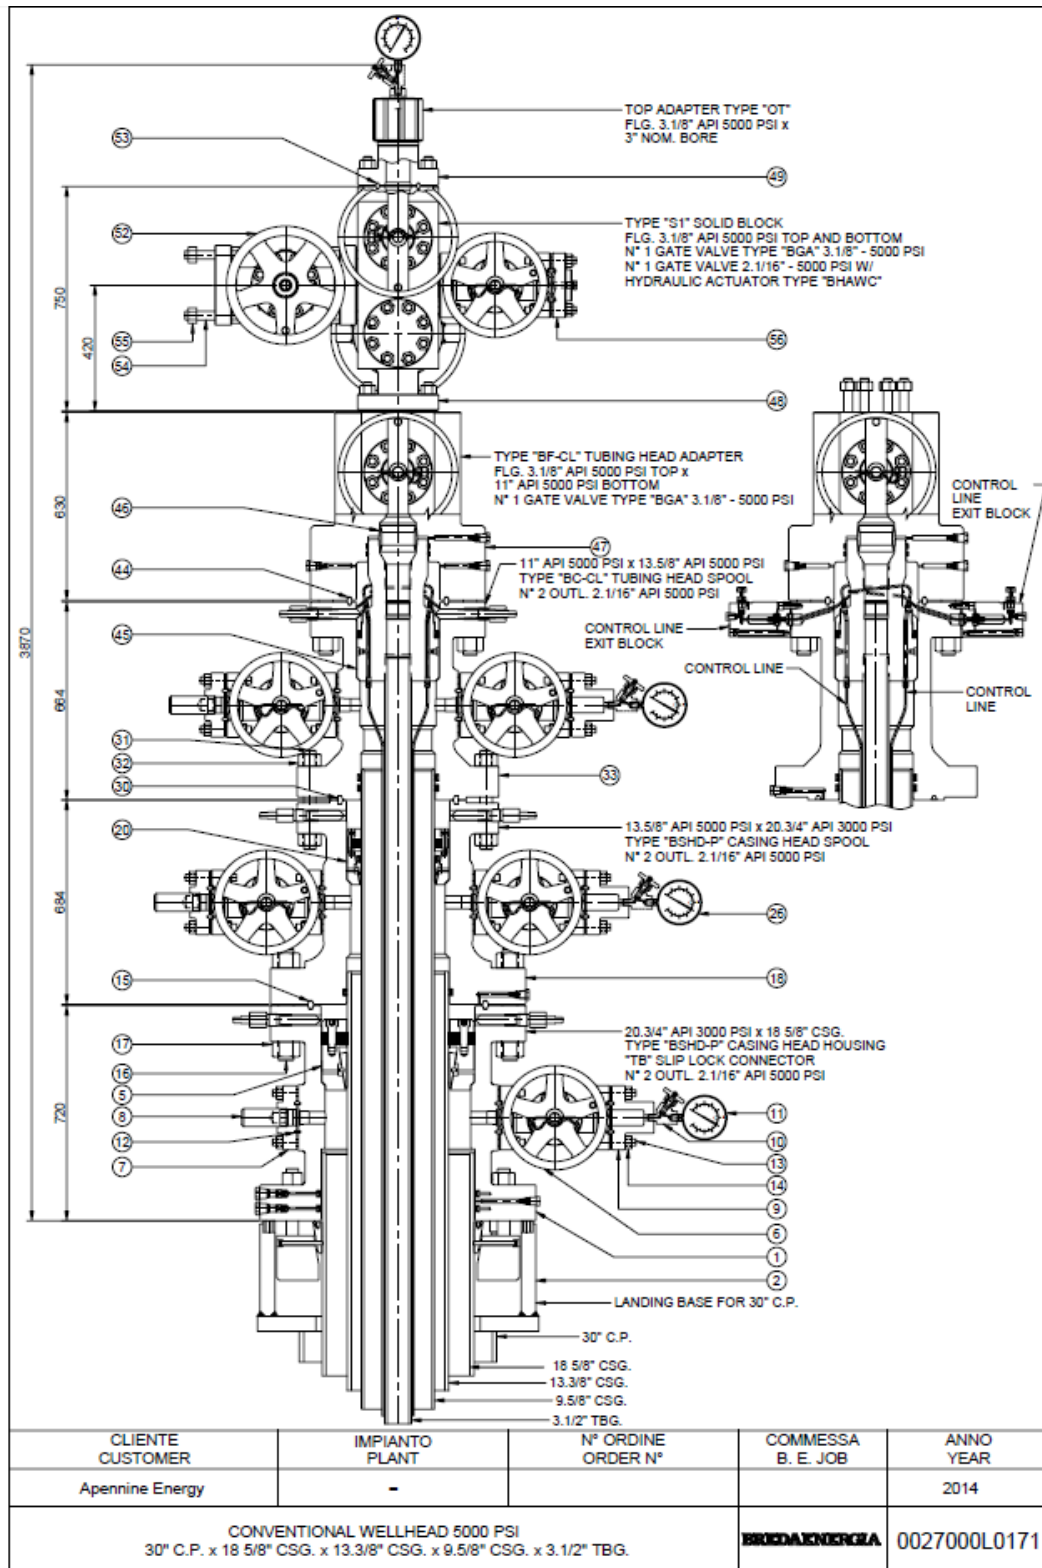 TOP ADAPTER TYPE "OT"
FLG. 3.1/8" API 5000 PSI x
3" NOM. BORE
53
49
52
TYPE "S1" SOLID BLOCK
FLG. 3.1/8" API 5000 PSI TOP AND BOTTOM
N° 1 GATE VALVE TYPE "BGA" 3.1/8" - 5000 PSI
N° 1 GATE VALVE 2.1/16" - 5000 PSI W/
HYDRAULIC ACTUATOR TYPE "BHAWC"
750
420
55
54
56
48
TYPE "BF-CL" TUBING HEAD ADAPTER
FLG. 3.1/8" API 5000 PSI TOP x
11" API 5000 PSI BOTTOM
N° 1 GATE VALVE TYPE "BGA" 3.1/8" - 5000 PSI
CONTROL
LINE
EXIT BLOCK
630
46
47
44
11" API 5000 PSI x 13.5/8" API 5000 PSI
TYPE "BC-CL" TUBING HEAD SPOOL
N° 2 OUTL. 2.1/16" API 5000 PSI
CONTROL LINE
EXIT BLOCK
3870
45
CONTROL LINE
CONTROL
LINE
664
31
32
33
30
20
13.5/8" API 5000 PSI x 20.3/4" API 3000 PSI
TYPE "BSHD-P" CASING HEAD SPOOL
N° 2 OUTL. 2.1/16" API 5000 PSI
684
26
15
18
17
16
5
20.3/4" API 3000 PSI x 18 5/8" CSG.
TYPE "BSHD-P" CASING HEAD HOUSING
"TB" SLIP LOCK CONNECTOR
N° 2 OUTL. 2.1/16" API 5000 PSI
720
8
12
7
11
10
13
14
9
6
1
2
LANDING BASE FOR 30" C.P.
30" C.P.
18 5/8" CSG.
13.3/8" CSG.
9.5/8" CSG.
3.1/2" TBG.
CLIENTE
CUSTOMER
IMPIANTO
PLANT
N° ORDINE
ORDER N°
COMMESSA
B. E. JOB
ANNO
YEAR
Apennine Energy
-
2014
CONVENTIONAL WELLHEAD 5000 PSI
30" C.P. x 18 5/8" CSG. x 13.3/8" CSG. x 9.5/8" CSG. x 3.1/2" TBG.
BREDAENERGIA
0027000L0171